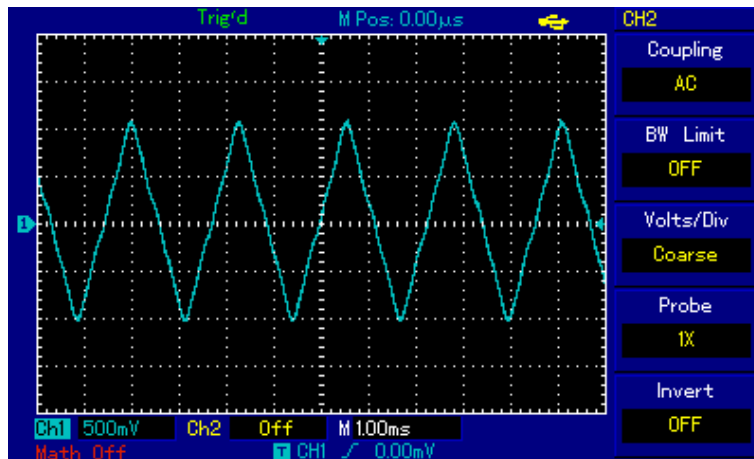 Trig'd M Pos: 0.00µs CH2
Coupling
AC
BW Limit
OFF
Volts/Div
Coarse
Probe
1X
Invert
OFF
1
Ch1 500mV Ch2 Off M 1.00ms
Math Off T CH1 0.00mV